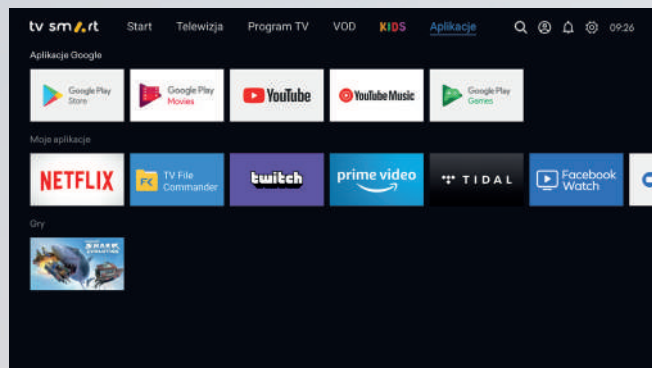 tv smart Start Telewizja Program TV VOD KIDS Aplikacje 09:26
Aplikacje Google
Google Play Store
Google Play Movies
YouTube
YouTube Music
Google Play Games
Moje aplikacje
NETFLIX
TV File Commander
twitch
prime video
TIDAL
Facebook Watch
Gry
SHARK
EVOLUTION